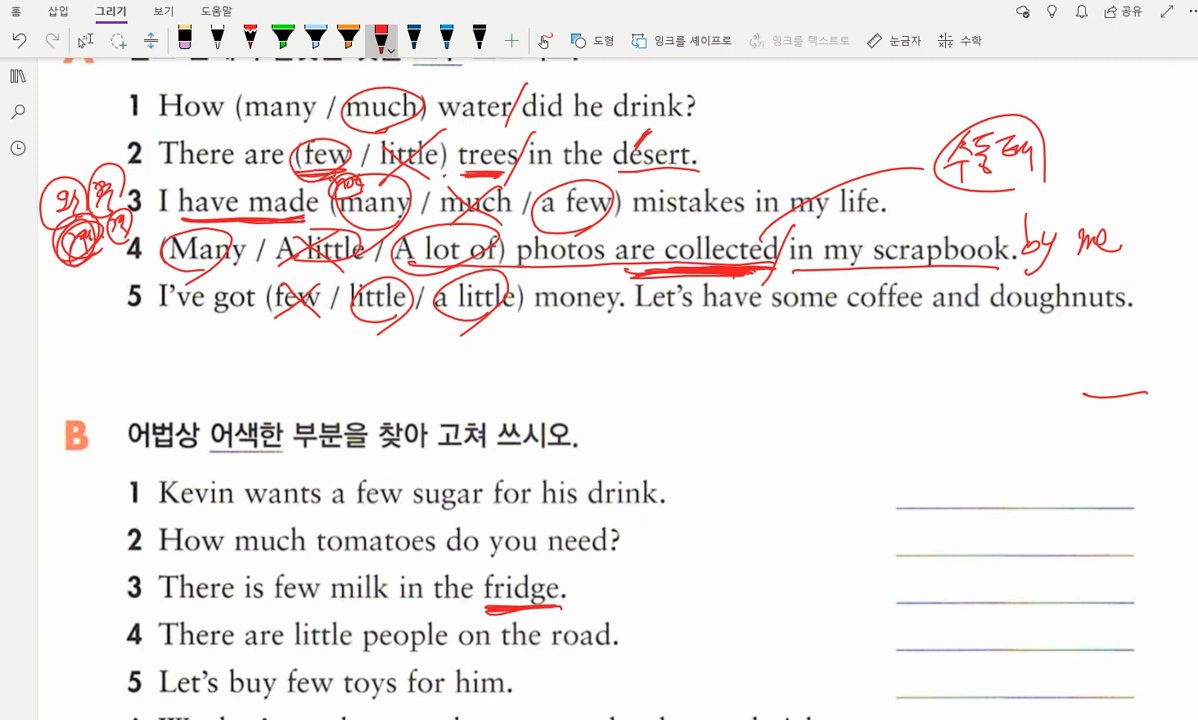 홈 삽입 그리기 보기 도움말 공유
도형 잉크를 셰이프로 잉크를 텍스트로 눈금자 수학
1 How (many / much) water did he drink?
2 There are (few / little) trees in the desert.
수동태
3 I have made (many / much / a few) mistakes in my life.
4 (Many / A little / A lot of) photos are collected in my scrapbook. by me
5 I've got (few / little / a little) money. Let's have some coffee and doughnuts.
B 어법상 어색한 부분을 찾아 고쳐 쓰시오.
1 Kevin wants a few sugar for his drink.
2 How much tomatoes do you need?
3 There is few milk in the fridge.
4 There are little people on the road.
5 Let's buy few toys for him.